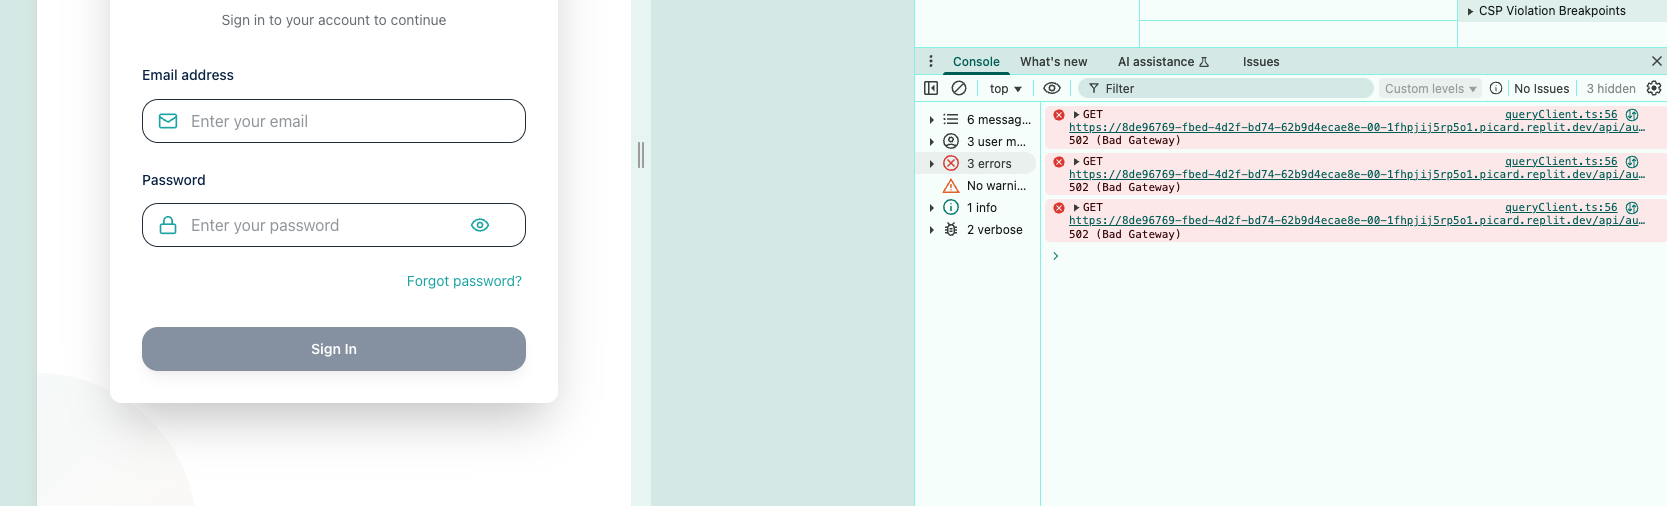 Sign in to your account to continue
Email address
Enter your email
Password
Enter your password
Forgot password?
Sign In
CSP Violation Breakpoints
Console What's new AI assistance Issues
top Filter Custom levels No Issues 3 hidden
6 messag...
3 user m...
3 errors
No warni...
1 info
2 verbose
GET queryClient.ts:56
https://8de96769-fbed-4d2f-bd74-62b9d4ecae8e-00-1fhpjij5rp5o1.picard.replit.dev/api/au…
502 (Bad Gateway)
GET queryClient.ts:56
https://8de96769-fbed-4d2f-bd74-62b9d4ecae8e-00-1fhpjij5rp5o1.picard.replit.dev/api/au…
502 (Bad Gateway)
GET queryClient.ts:56
https://8de96769-fbed-4d2f-bd74-62b9d4ecae8e-00-1fhpjij5rp5o1.picard.replit.dev/api/au…
502 (Bad Gateway)